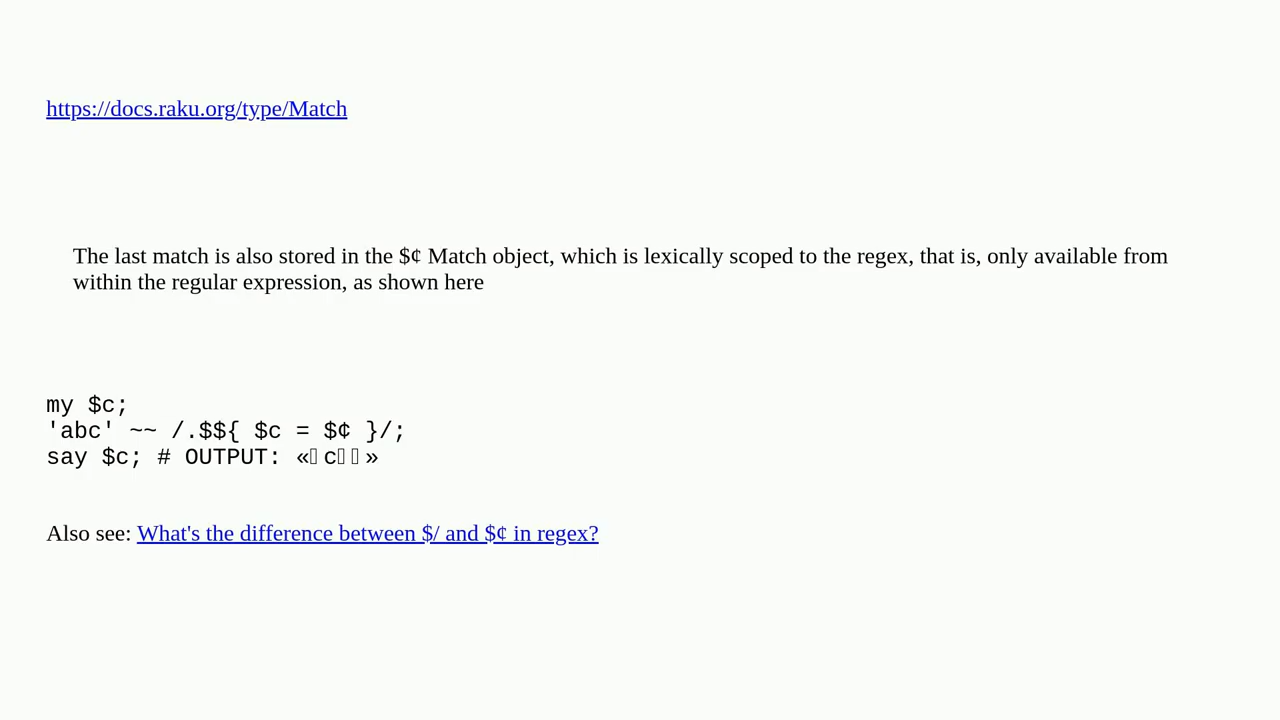 https://docs.raku.org/type/Match
The last match is also stored in the $¢ Match object, which is lexically scoped to the regex, that is, only available from
within the regular expression, as shown here
my $c;
'abc' ~~ /.$${ $c = $¢ }/;
say $c; # OUTPUT: «▯c▯▯»
Also see: What's the difference between $/ and $¢ in regex?